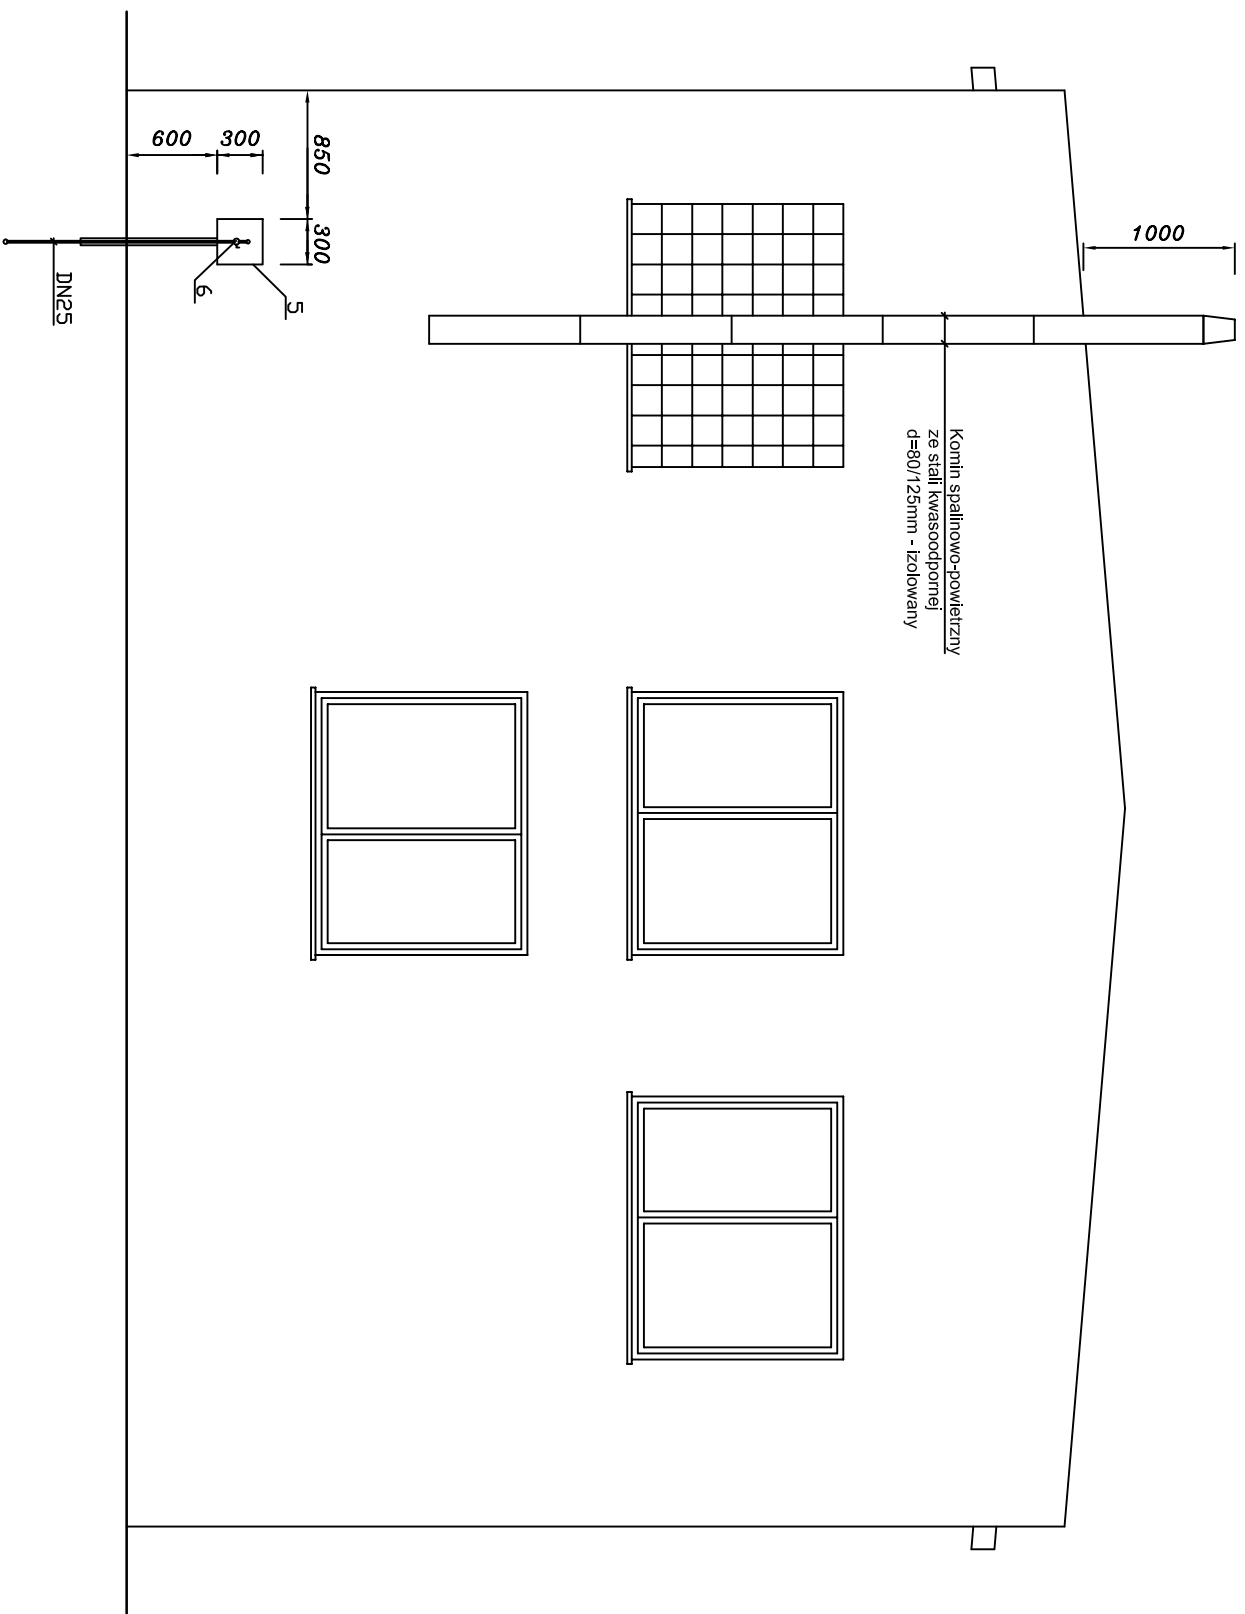 1000
Komin spalinowo-powietrzny
ze stali kwasoodpornej
d=80/125mm - izolowany
850
300
600
300
5
6
DN25